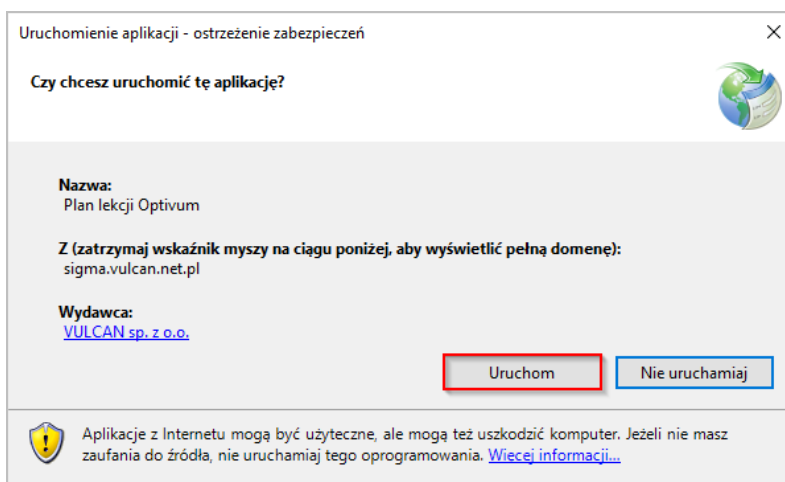 Uruchomienie aplikacji - ostrzeżenie zabezpieczeń
Czy chcesz uruchomić tę aplikację?
Nazwa:
Plan lekcji Optivum
Z (zatrzymaj wskaźnik myszy na ciągu poniżej, aby wyświetlić pełną domenę):
sigma.vulcan.net.pl
Wydawca:
VULCAN sp. z o.o.
Uruchom
Nie uruchamiaj
Aplikacje z Internetu mogą być użyteczne, ale mogą też uszkodzić komputer. Jeżeli nie masz
zaufania do źródła, nie uruchamiaj tego oprogramowania. Więcej informacji...